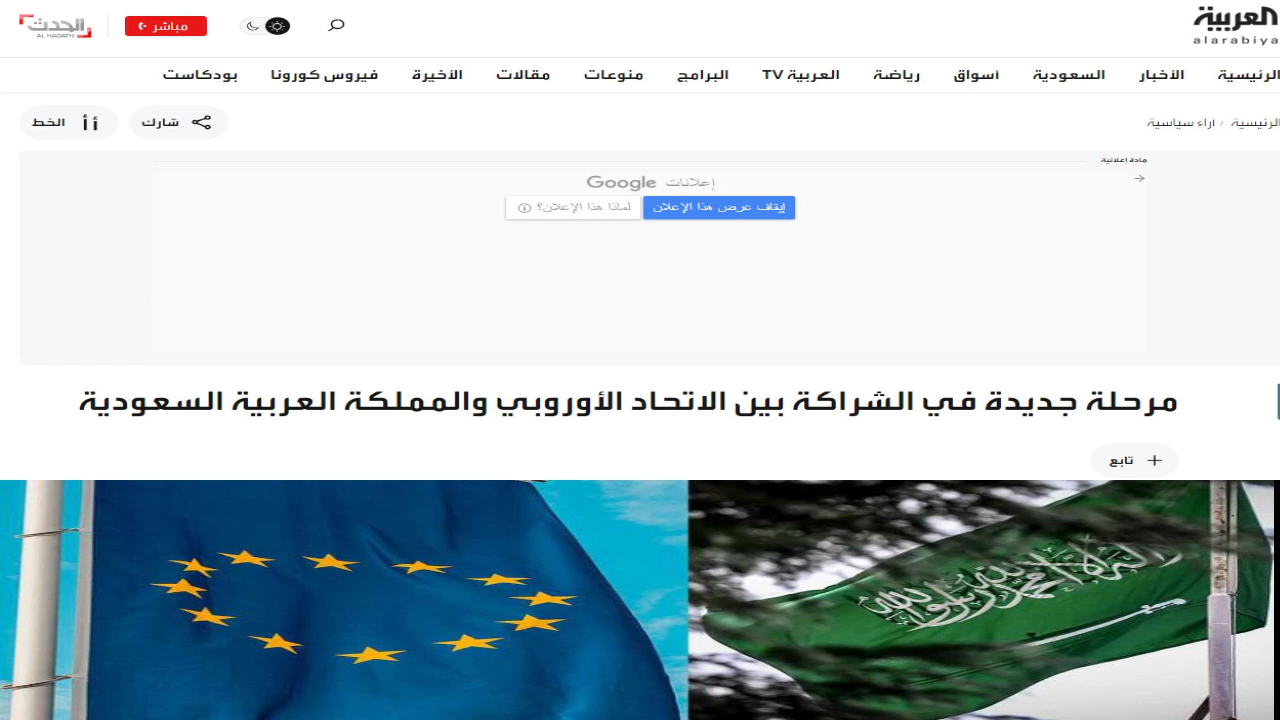 العربية
alarabiya
مباشر
الحدث
AL HADATH
الرئيسية الأخبار السعودية أسواق رياضة العربية TV البرامج منوعات مقالات الأخيرة فيروس كورونا بودكاست
الرئيسية / آراء سياسية
شارك
أأ الخط
مادة إعلانية
إعلانات Google
إيقاف عرض هذا الإعلان
لماذا هذا الإعلان؟
مرحلة جديدة في الشراكة بين الاتحاد الأوروبي والمملكة العربية السعودية
+ تابع